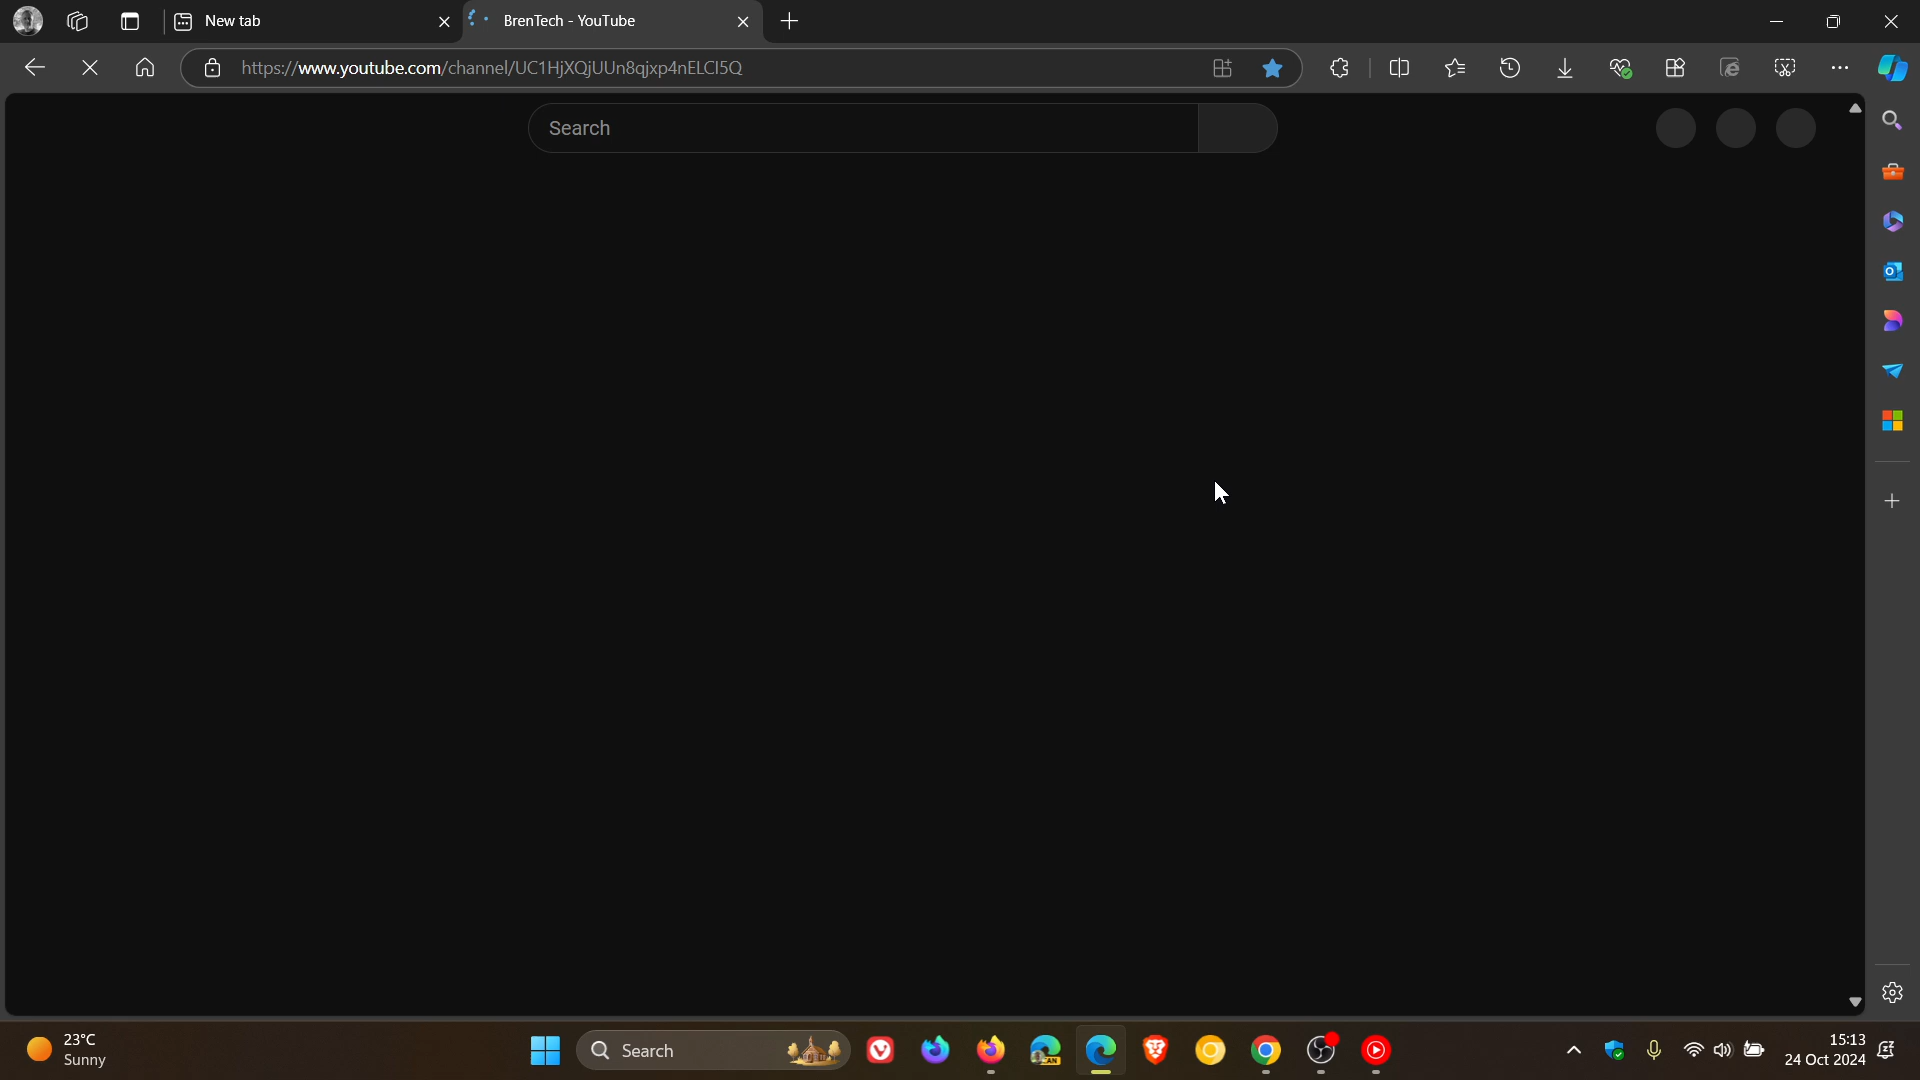 New tab
BrenTech - YouTube
https://www.youtube.com/channel/UC1HjXQjUUn8qjxp4nELCI5Q
Search
23°C
Sunny
Search
CAN
15:13
24 Oct 2024